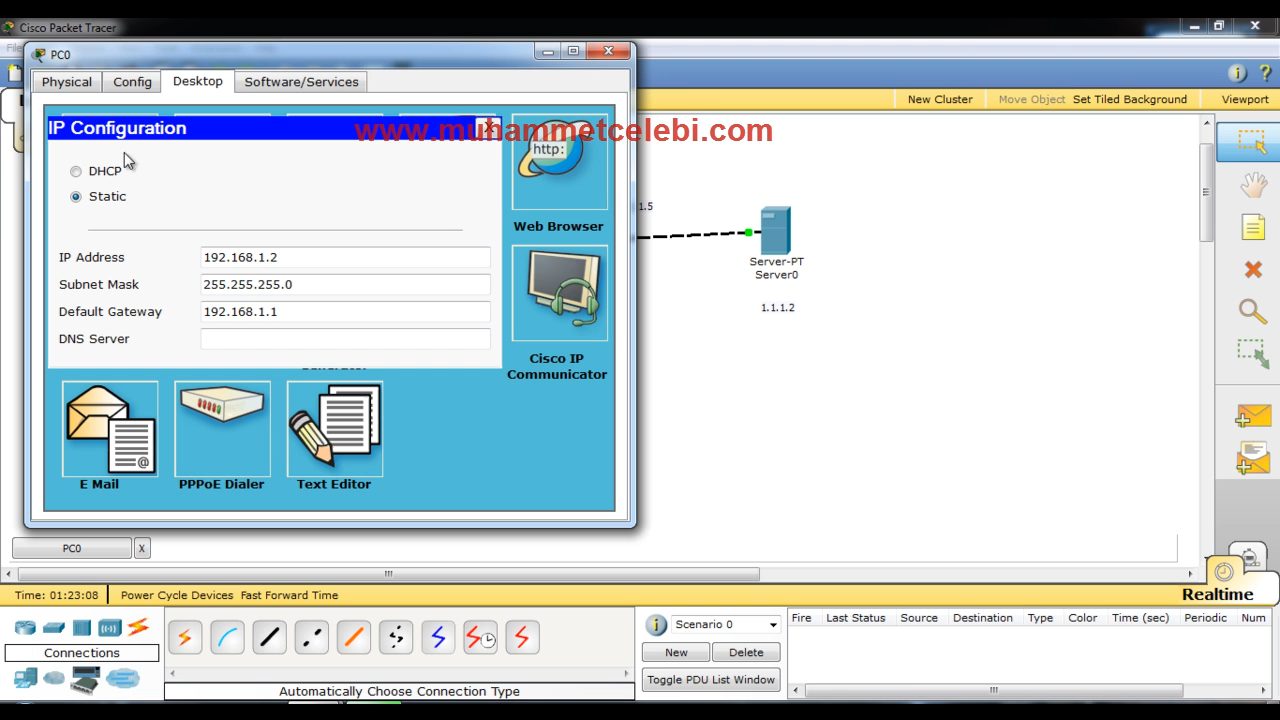 Cisco Packet Tracer
PC0
Physical
Config
Desktop
Software/Services
New Cluster
Move Object
Set Tiled Background
Viewport
IP Configuration
X
www.muhammetcelebi.com
http:
DHCP
Static
IP Address
192.168.1.2
Subnet Mask
255.255.255.0
Default Gateway
192.168.1.1
DNS Server
Web Browser
Cisco IP
Communicator
1.5
Server-PT
Server0
1.1.1.2
E Mail
PPPoE Dialer
Text Editor
PC0
X
Time: 01:23:08
Power Cycle Devices
Fast Forward Time
Realtime
Connections
Automatically Choose Connection Type
Scenario 0
New
Delete
Toggle PDU List Window
Fire
Last Status
Source
Destination
Type
Color
Time (sec)
Periodic
Num